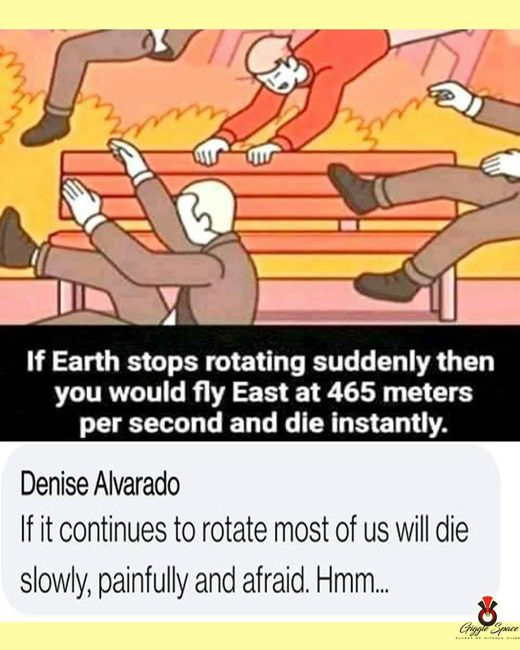 If Earth stops rotating suddenly then
you would fly East at 465 meters
per second and die instantly.
Denise Alvarado
If it continues to rotate most of us will die
slowly, painfully and afraid. Hmm...
Giggle Space